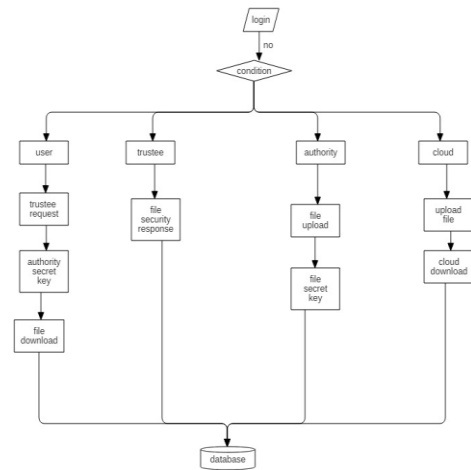 login
no
condition
user
trustee
authority
cloud
trustee
request
file
security
response
file
upload
upload
file
authority
secret
key
file
secret
key
cloud
download
file
download
database